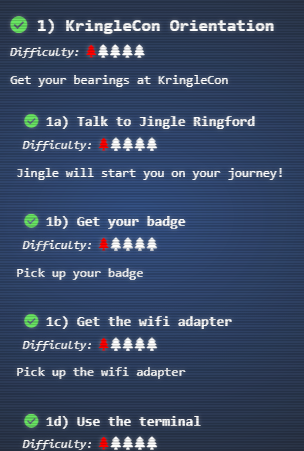 1) KringleCon Orientation
Difficulty:
Get your bearings at KringleCon
1a) Talk to Jingle Ringford
Difficulty:
Jingle will start you on your journey!
1b) Get your badge
Difficulty:
Pick up your badge
1c) Get the wifi adapter
Difficulty:
Pick up the wifi adapter
1d) Use the terminal
Difficulty: